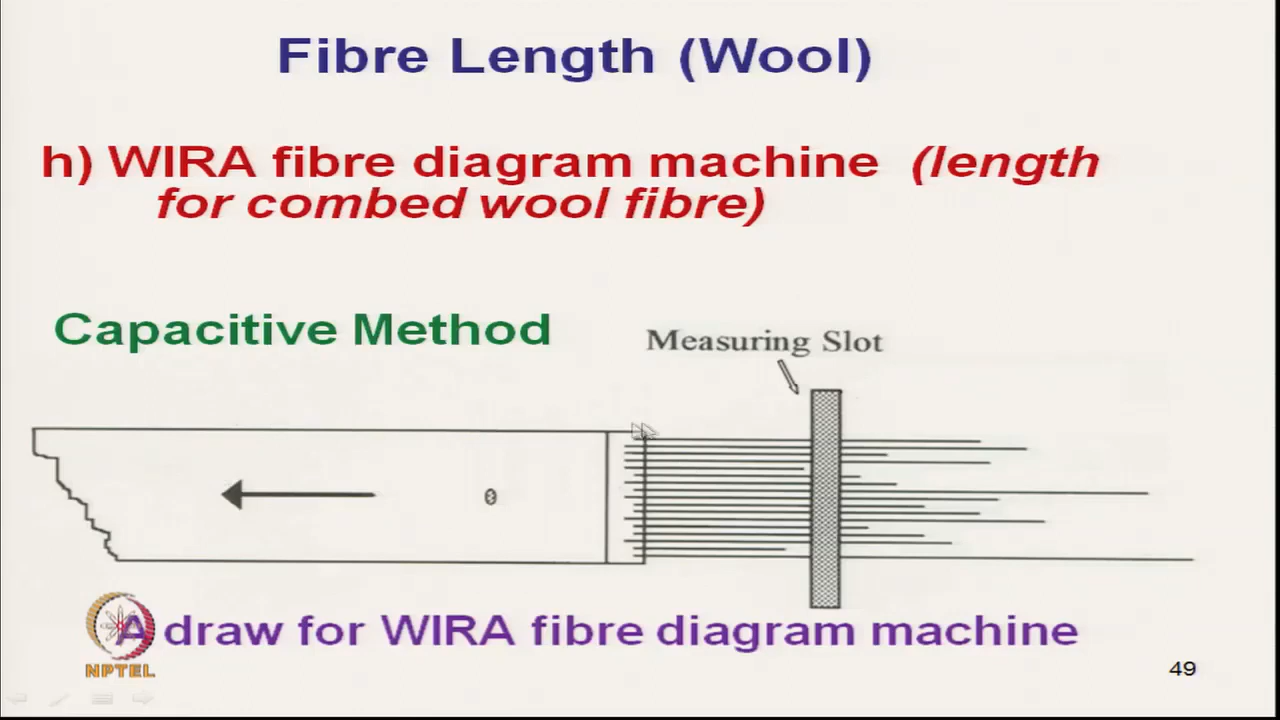 Fibre Length (Wool)
h) WIRA fibre diagram machine (length
for combed wool fibre)
Capacitive Method
Measuring Slot
0
A draw for WIRA fibre diagram machine
NPTEL
49